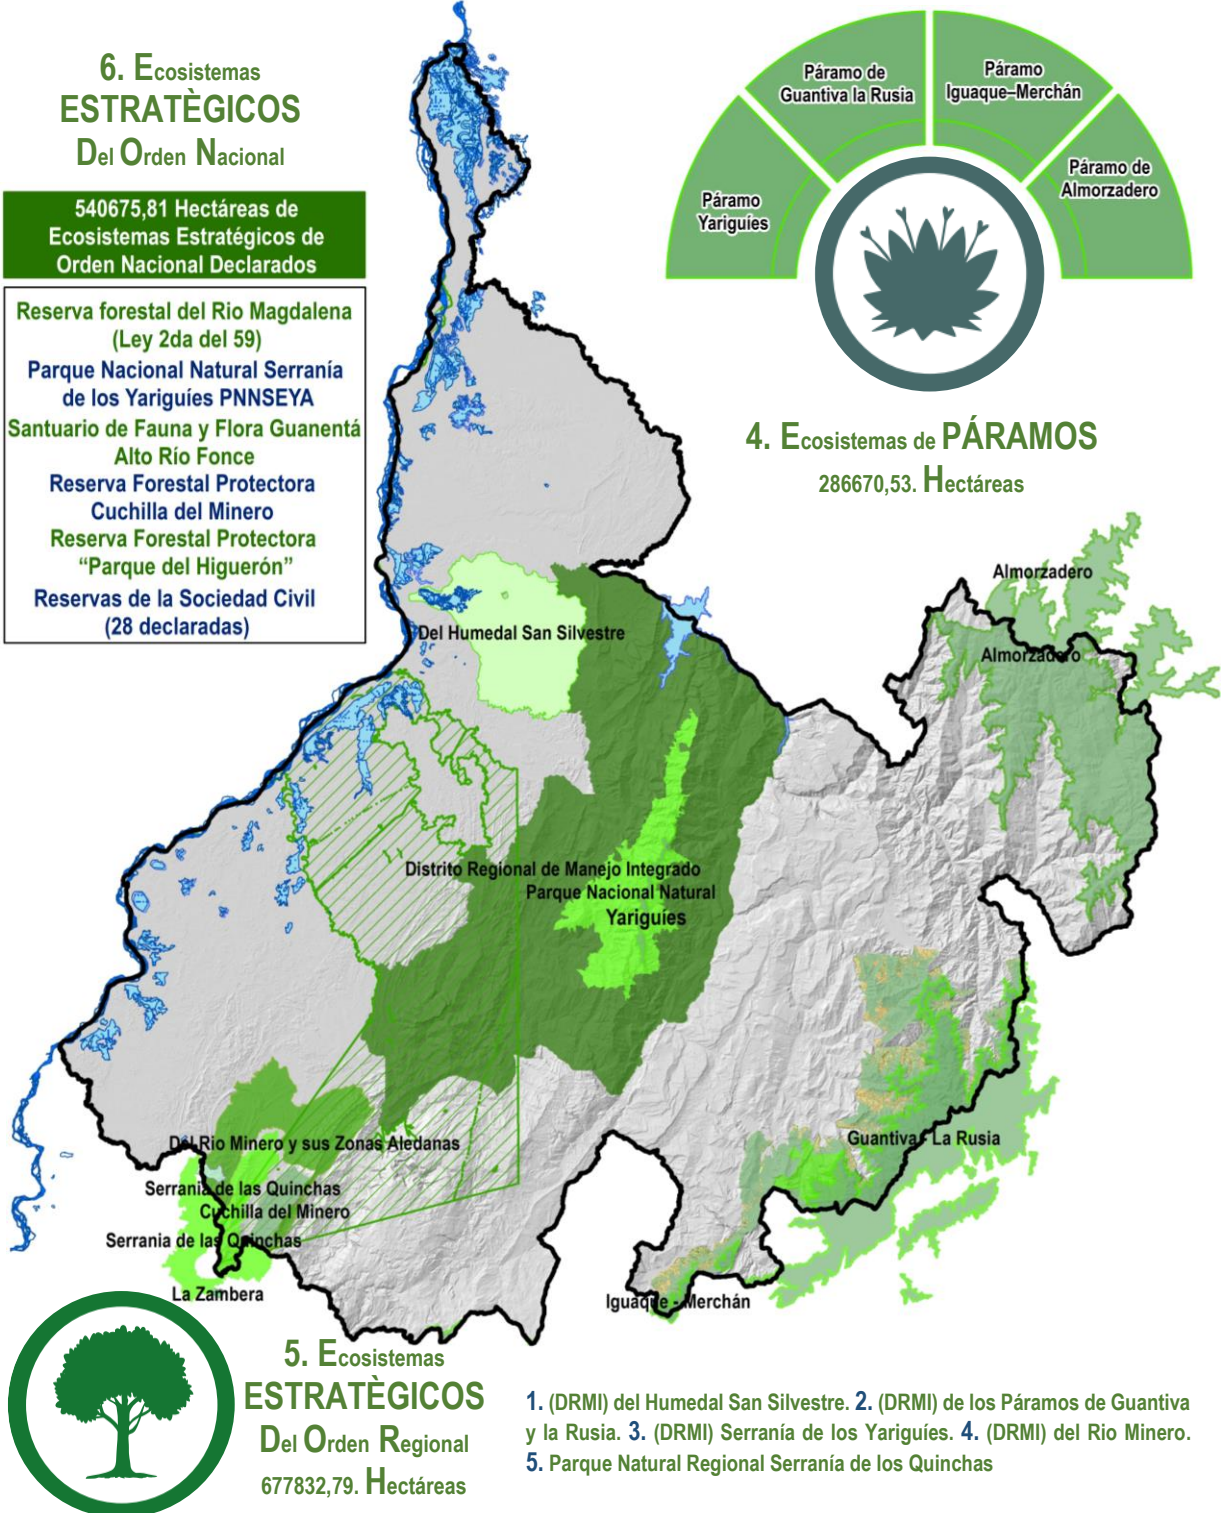 6. Ecosistemas
ESTRATÈGICOS
Del Orden Nacional
540675,81 Hectáreas de
Ecosistemas Estratégicos de
Orden Nacional Declarados
Reserva forestal del Rio Magdalena
(Ley 2da del 59)
Parque Nacional Natural Serranía
de los Yariguíes PNNSEYA
Santuario de Fauna y Flora Guanentá
Alto Río Fonce
Reserva Forestal Protectora
Cuchilla del Minero
Reserva Forestal Protectora
“Parque del Higuerón”
Reservas de la Sociedad Civil
(28 declaradas)
Páramo
Yariguíes
Páramo de
Guantiva la Rusia
Páramo
Iguaque–Merchán
Páramo de
Almorzadero
4. Ecosistemas de PÁRAMOS
286670,53. Hectáreas
Almorzadero
Del Humedal San Silvestre
Almorzadero
Distrito Regional de Manejo Integrado
Parque Nacional Natural
Yariguíes
Guantiva - La Rusia
Del Rio Minero y sus Zonas Aledanas
Serrania de las Quinchas
Cuchilla del Minero
Serrania de las Quinchas
La Zambera
Iguaque - Merchán
5. Ecosistemas
ESTRATÈGICOS
Del Orden Regional
677832,79. Hectáreas
1. (DRMI) del Humedal San Silvestre. 2. (DRMI) de los Páramos de Guantiva
y la Rusia. 3. (DRMI) Serranía de los Yariguíes. 4. (DRMI) del Rio Minero.
5. Parque Natural Regional Serranía de los Quinchas